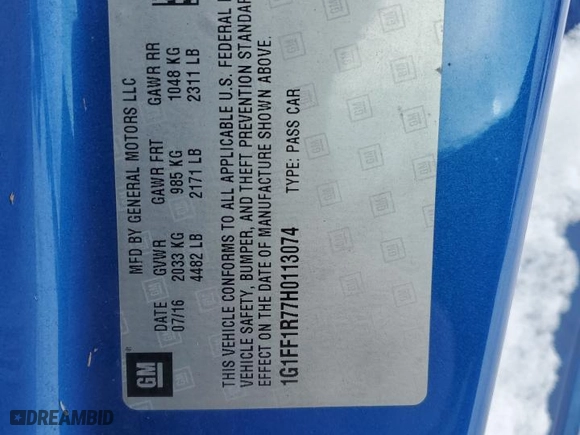 MFD BY GENERAL MOTORS LLC
DATE GVWR GAWR FRT GAWR RR
07/16 2033 KG 985 KG 1048 KG
4482 LB 2171 LB 2311 LB
THIS VEHICLE CONFORMS TO ALL APPLICABLE U.S. FEDERAL
VEHICLE SAFETY, BUMPER, AND THEFT PREVENTION STANDAR
EFFECT ON THE DATE OF MANUFACTURE SHOWN ABOVE.
1G1FF1R77H0113074 TYPE: PASS CAR
GM
DREAMBID